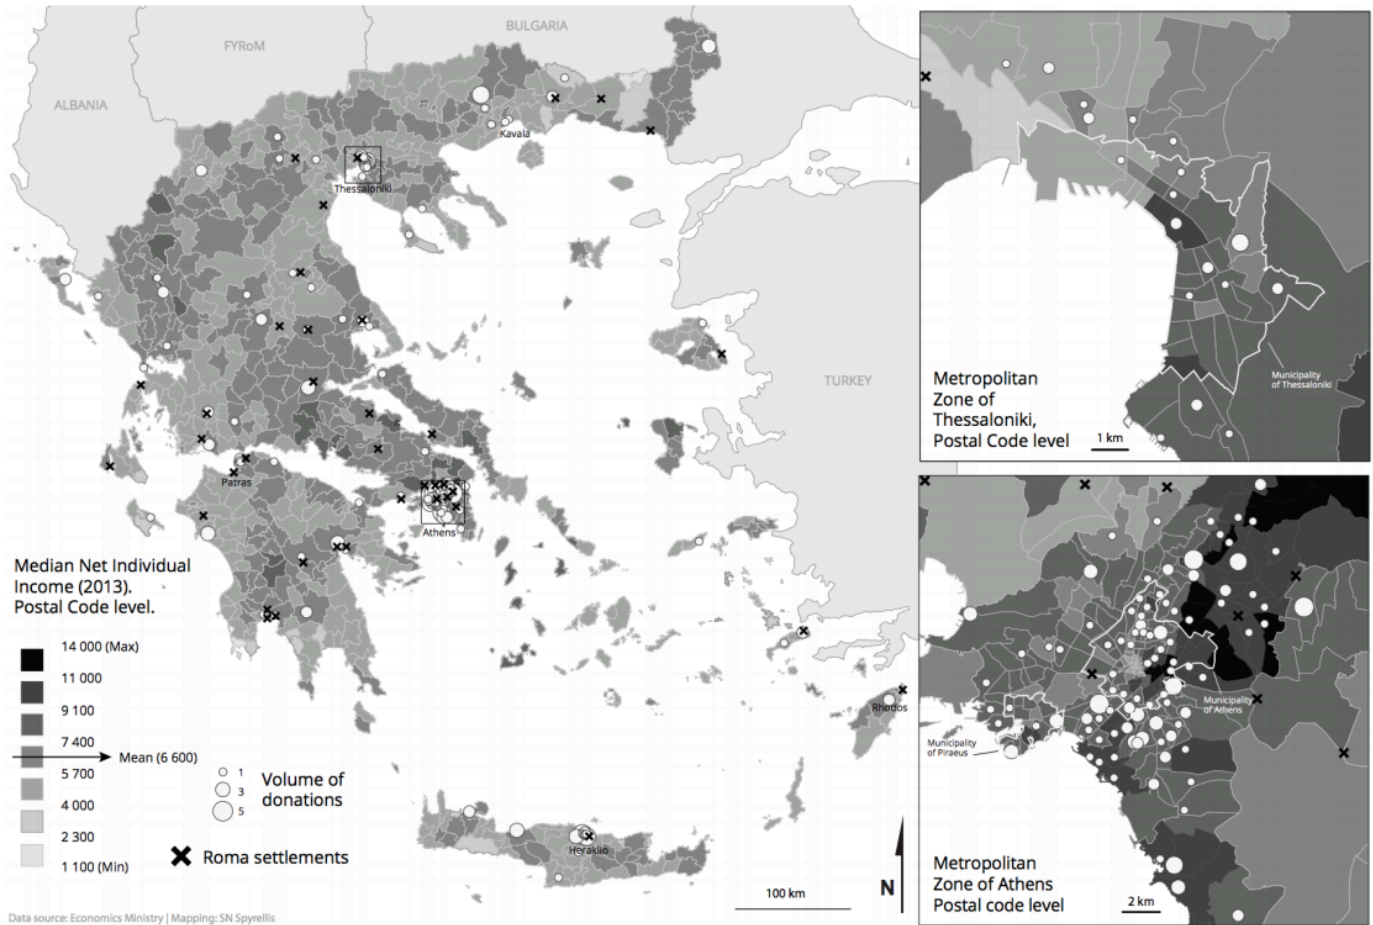 BULGARIA
FYRoM
ALBANIA
Kavala
Thessaloniki
TURKEY
Patras
Athens
Rhodos
Heraklio
Median Net Individual
Income (2013).
Postal Code level.
14 000 (Max)
11 000
9 100
7 400
Mean (6 600)
5 700
4 000
2 300
1 100 (Min)
1
3
5
Volume of
donations
Roma settlements
100 km
N
Data source: Economics Ministry | Mapping: SN Spyrellis
Municipality
of Thessaloniki
Metropolitan
Zone of
Thessaloniki,
Postal Code level
1 km
Municipality
of Athens
Municipality
of Piraeus
Metropolitan
Zone of Athens
Postal code level
2 km